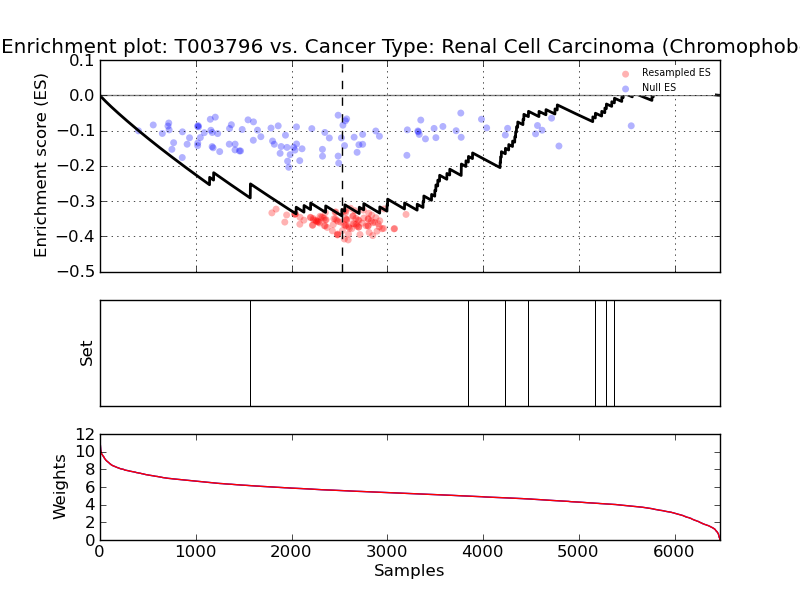 Enrichment plot: T003796 vs. Cancer Type: Renal Cell Carcinoma (Chromophob
0.1
0.0
−0.1
−0.2
−0.3
−0.4
−0.5
Enrichment score (ES)
Resampled ES
Null ES
Set
12
10
8
6
4
2
0
Weights
0 1000 2000 3000 4000 5000 6000
Samples